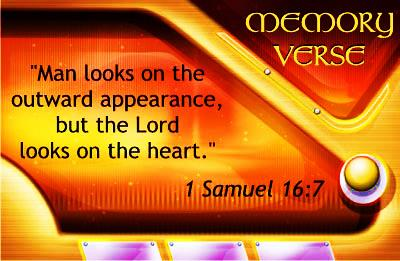 MEMORY
VERSE
"Man looks on the
outward appearance,
but the Lord
looks on the heart."
1 Samuel 16:7